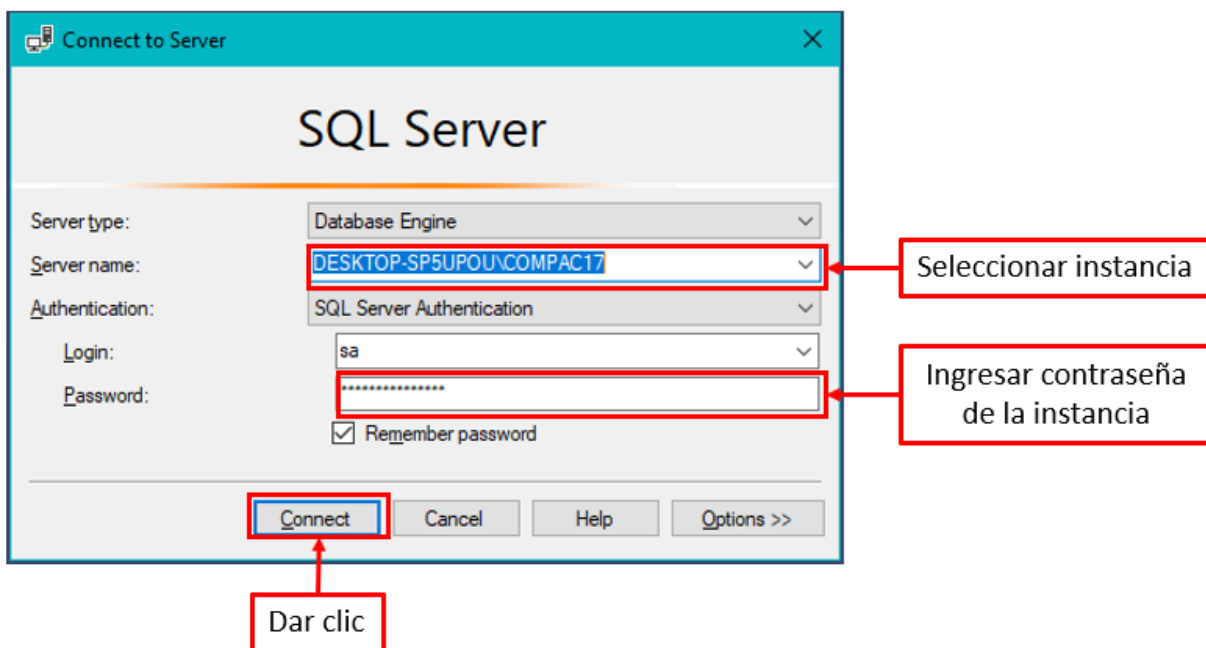 Connect to Server
SQL Server
Server type:
Database Engine
Server name:
DESKTOP-SP5UPOU\COMPAC17
Seleccionar instancia
Authentication:
SQL Server Authentication
Login:
sa
Password:
***************
Ingresar contraseña
de la instancia
Remember password
Connect
Cancel
Help
Options >>
Dar clic